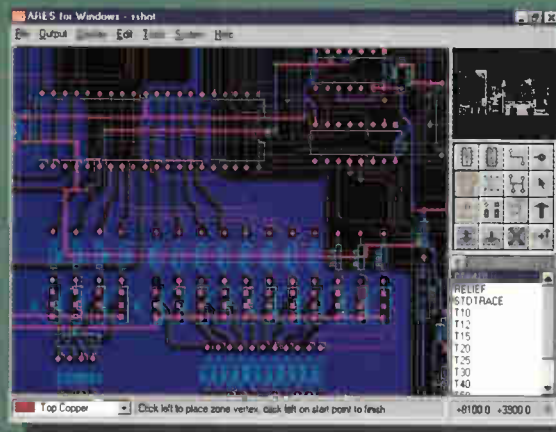 ARES for Windows - rshot
File Output Edit Tools System Help
RELIEF
STDTRACE
T10
T12
T15
T20
T25
T30
T40
Top Copper
Click left to place zone vertex, click left on start point to finish
+8100 0 +3900 0